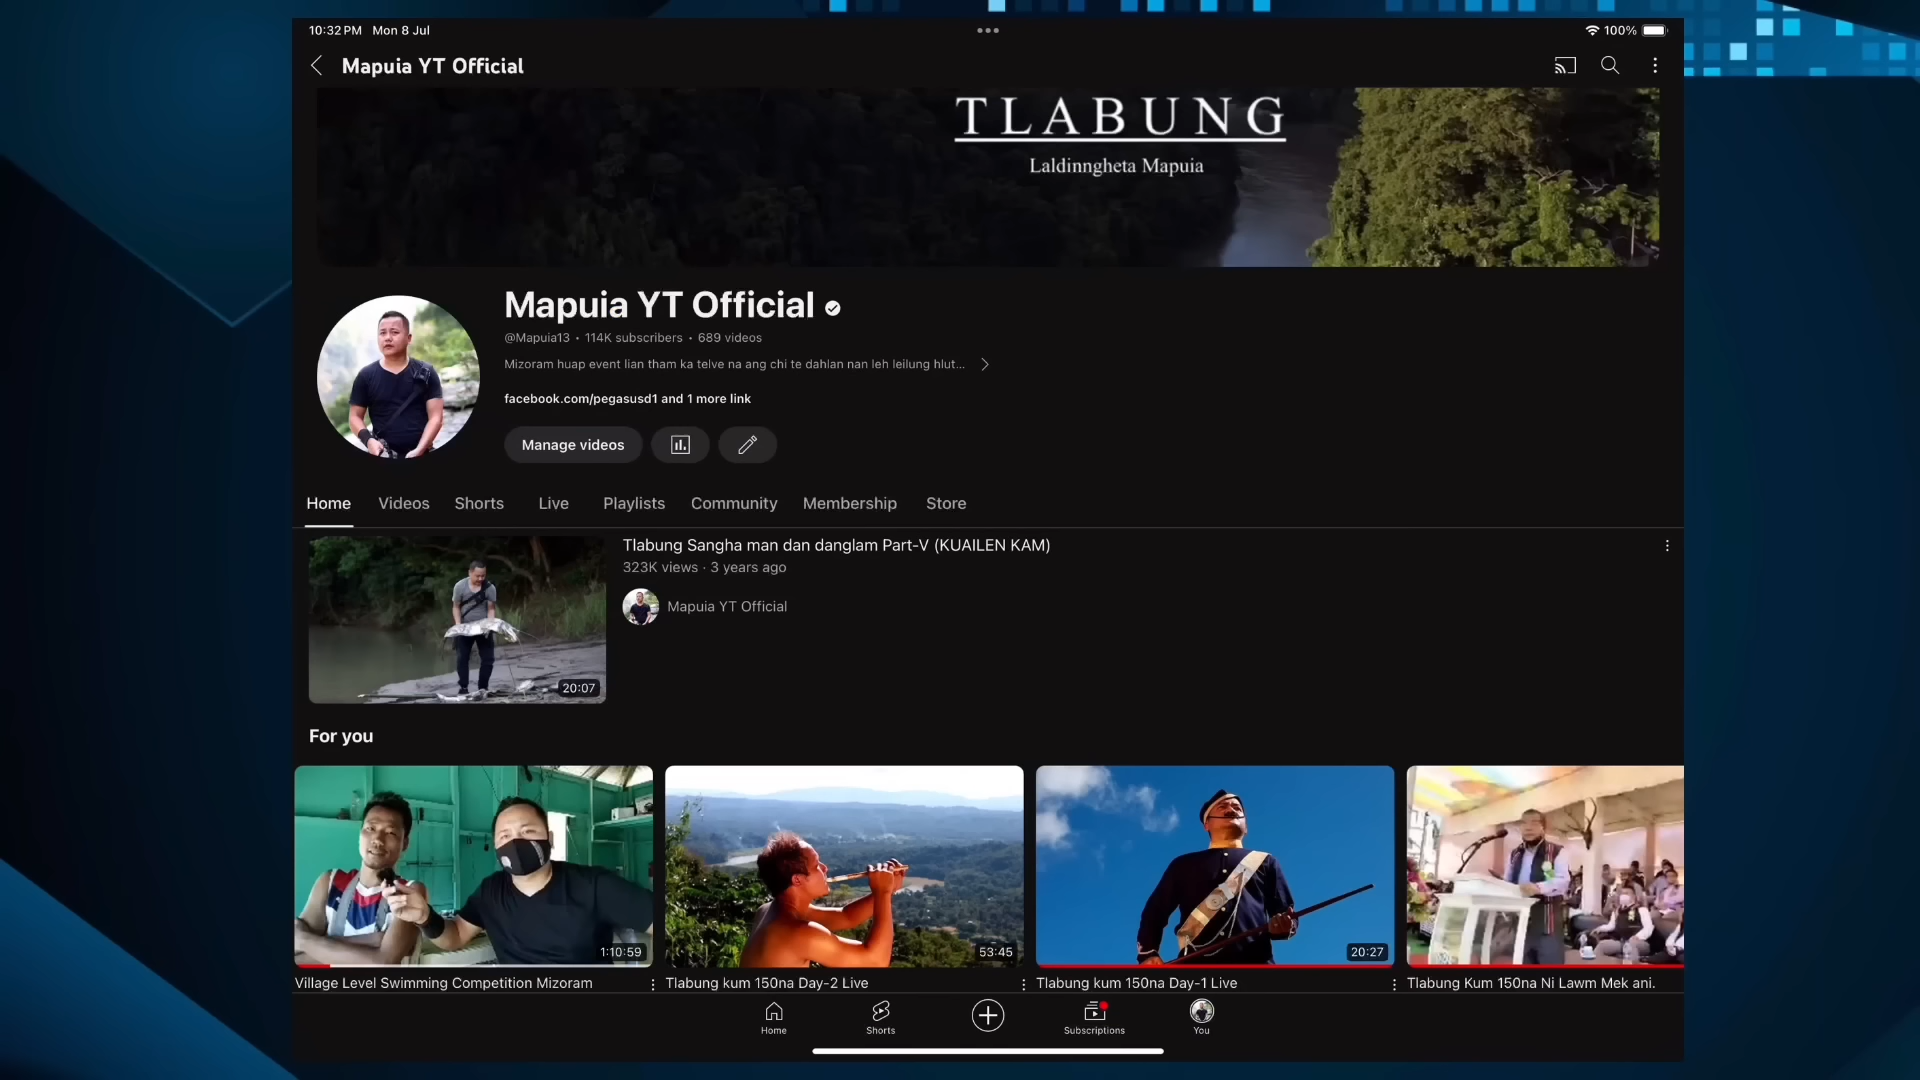 10:32 PM Mon 8 Jul
100%
Mapuia YT Official
TLABUNG
Laldinngheta Mapuia
Mapuia YT Official
@Mapuia13 • 114K subscribers • 689 videos
Mizoram huap event lian tham ka telve na ang chi te dahlan nan leh leilung hlut...
facebook.com/pegasusd1 and 1 more link
Manage videos
Home Videos Shorts Live Playlists Community Membership Store
Tlabung Sangha man dan danglam Part-V (KUAILEN KAM)
323K views · 3 years ago
Mapuia YT Official
20:07
For you
1:10:59
53:45
20:27
Village Level Swimming Competition Mizoram
Tlabung kum 150na Day-2 Live
Tlabung kum 150na Day-1 Live
Tlabung Kum 150na Ni Lawm Mek ani.
Home
Shorts
Subscriptions
You